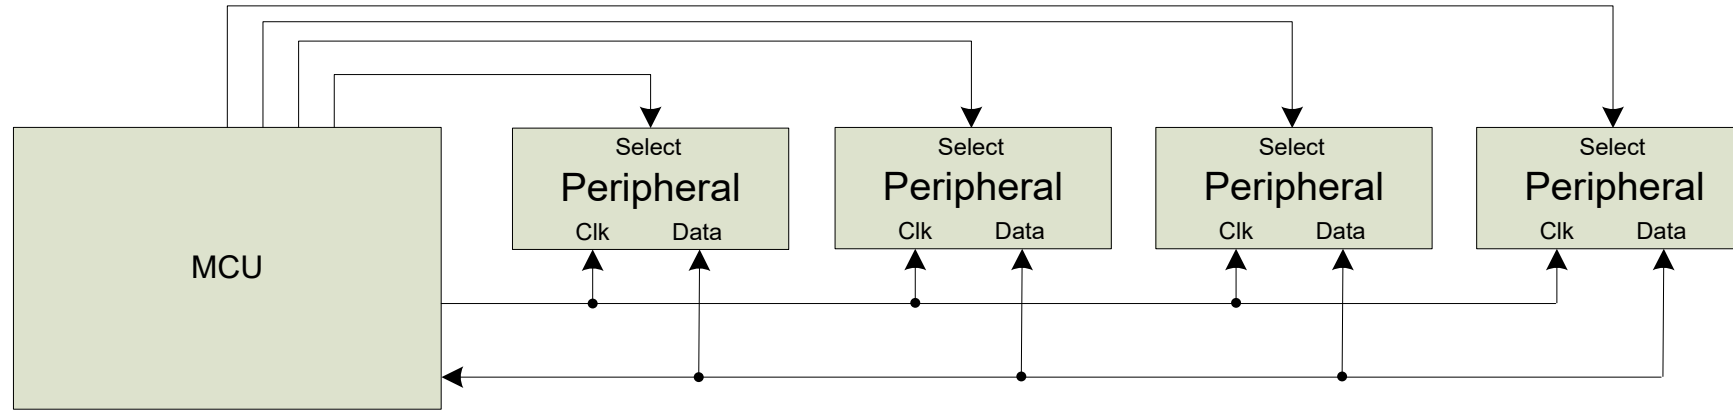 MCU
Select
Peripheral
Clk Data
Select
Peripheral
Clk Data
Select
Peripheral
Clk Data
Select
Peripheral
Clk Data